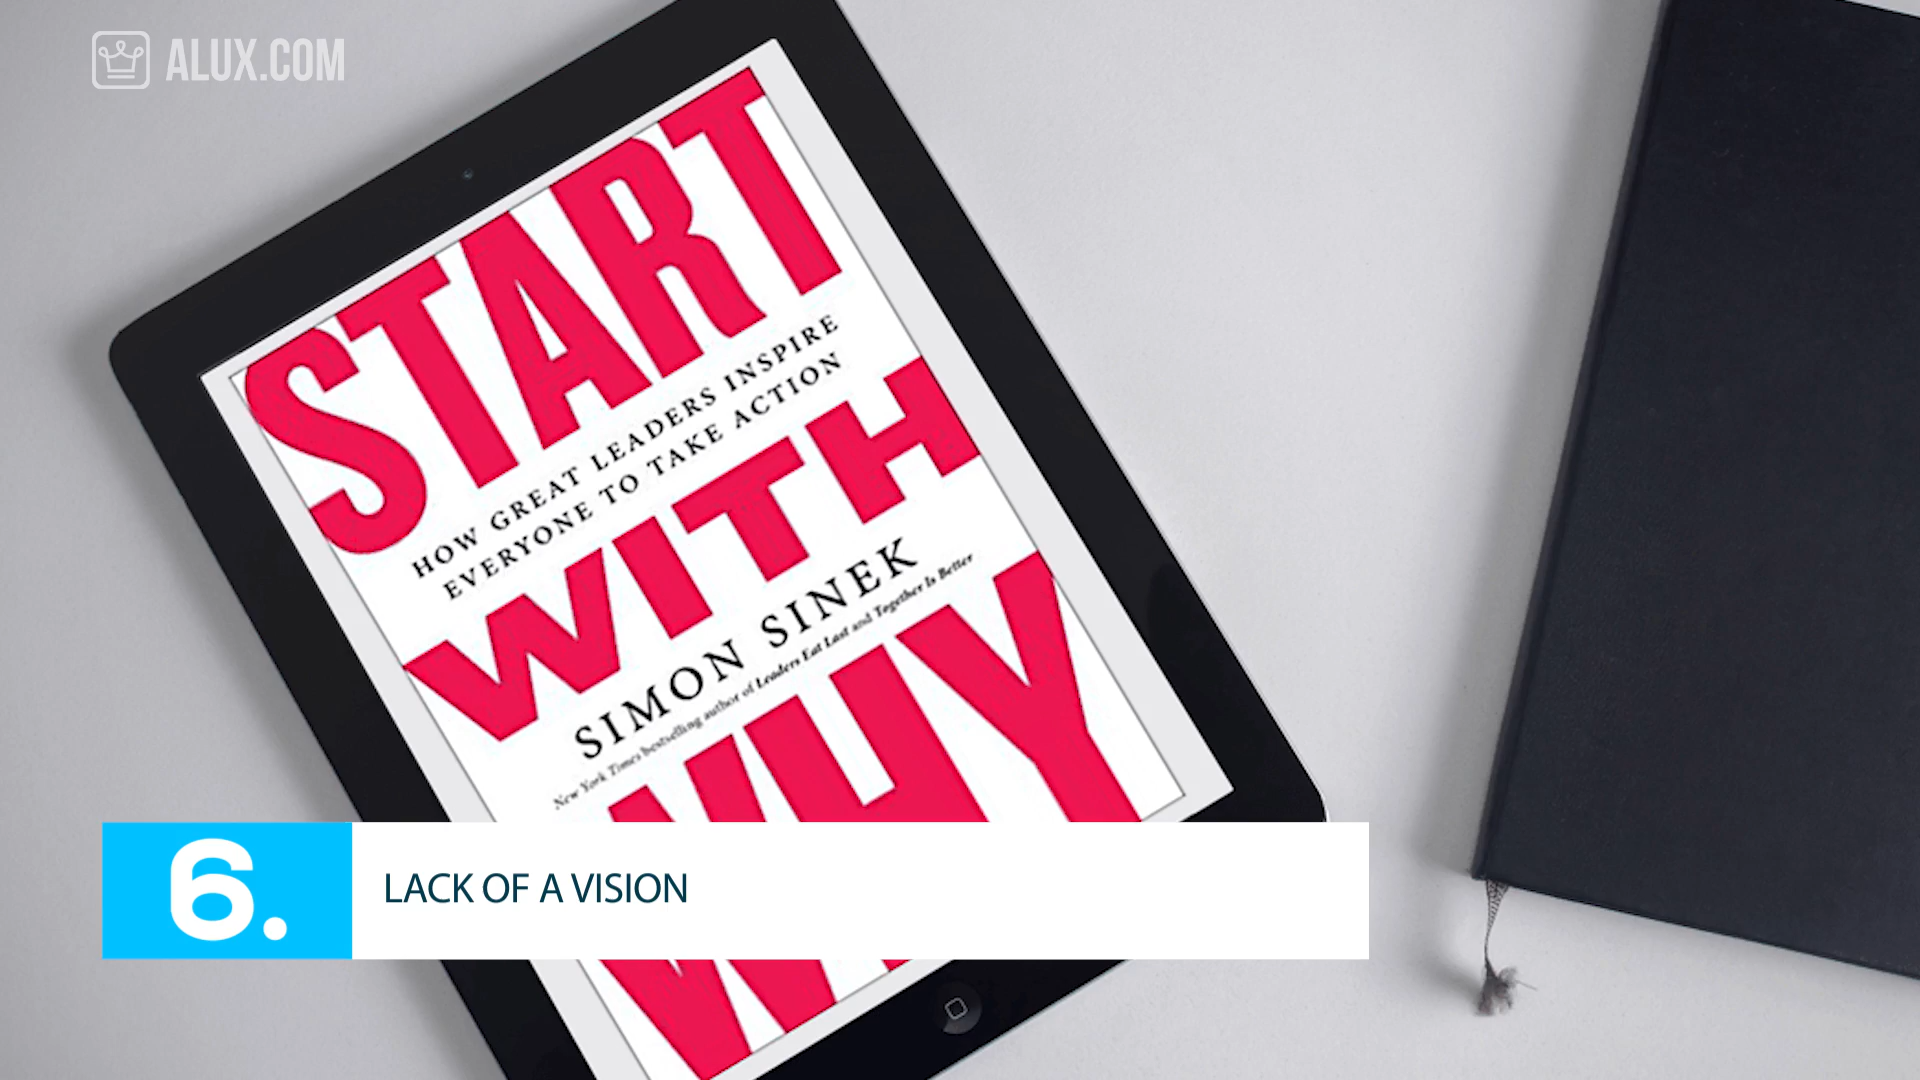 ALUX.COM
START
HOW GREAT LEADERS INSPIRE
EVERYONE TO TAKE ACTION
WITH
SIMON SINEK
New York Times bestselling author of Leaders Eat Last and Together Is Better
WHY
6.
LACK OF A VISION